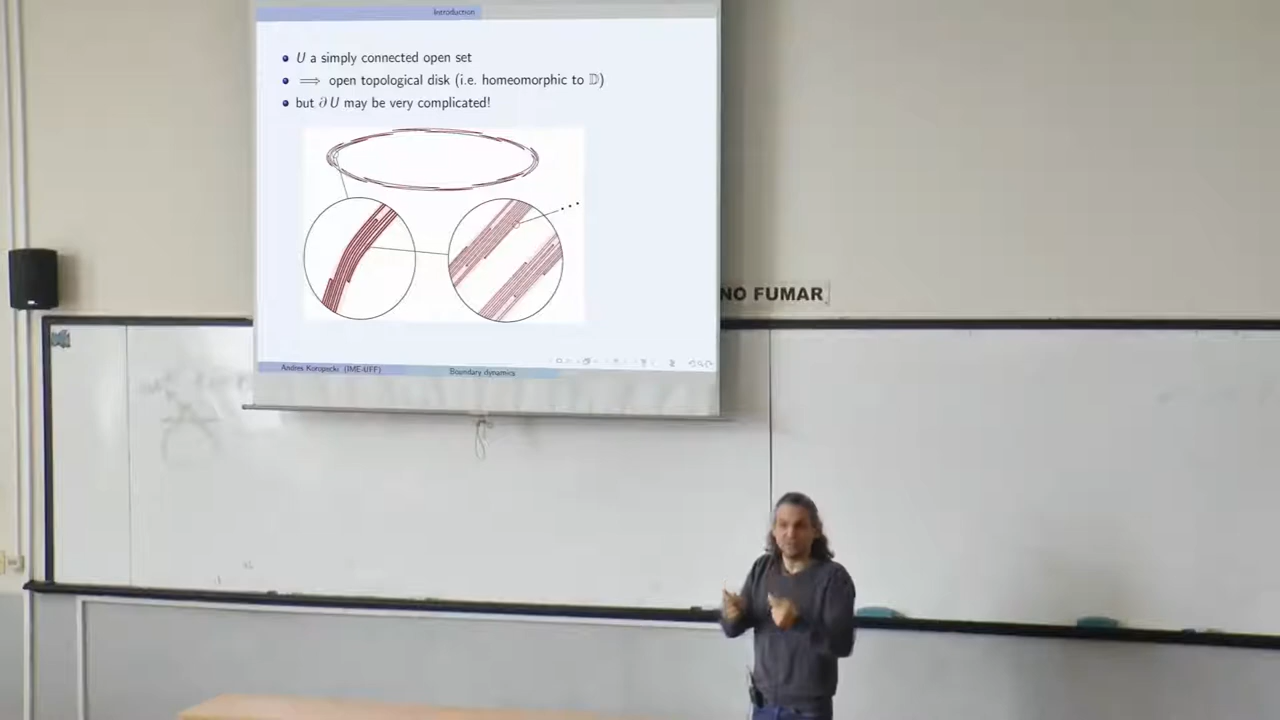 Introduction
U a simply connected open set
⟹ open topological disk (i.e. homeomorphic to 𝔻)
but ∂U may be very complicated!
NO FUMAR
Andres Koropecki (IME-UFF)
Boundary dynamics